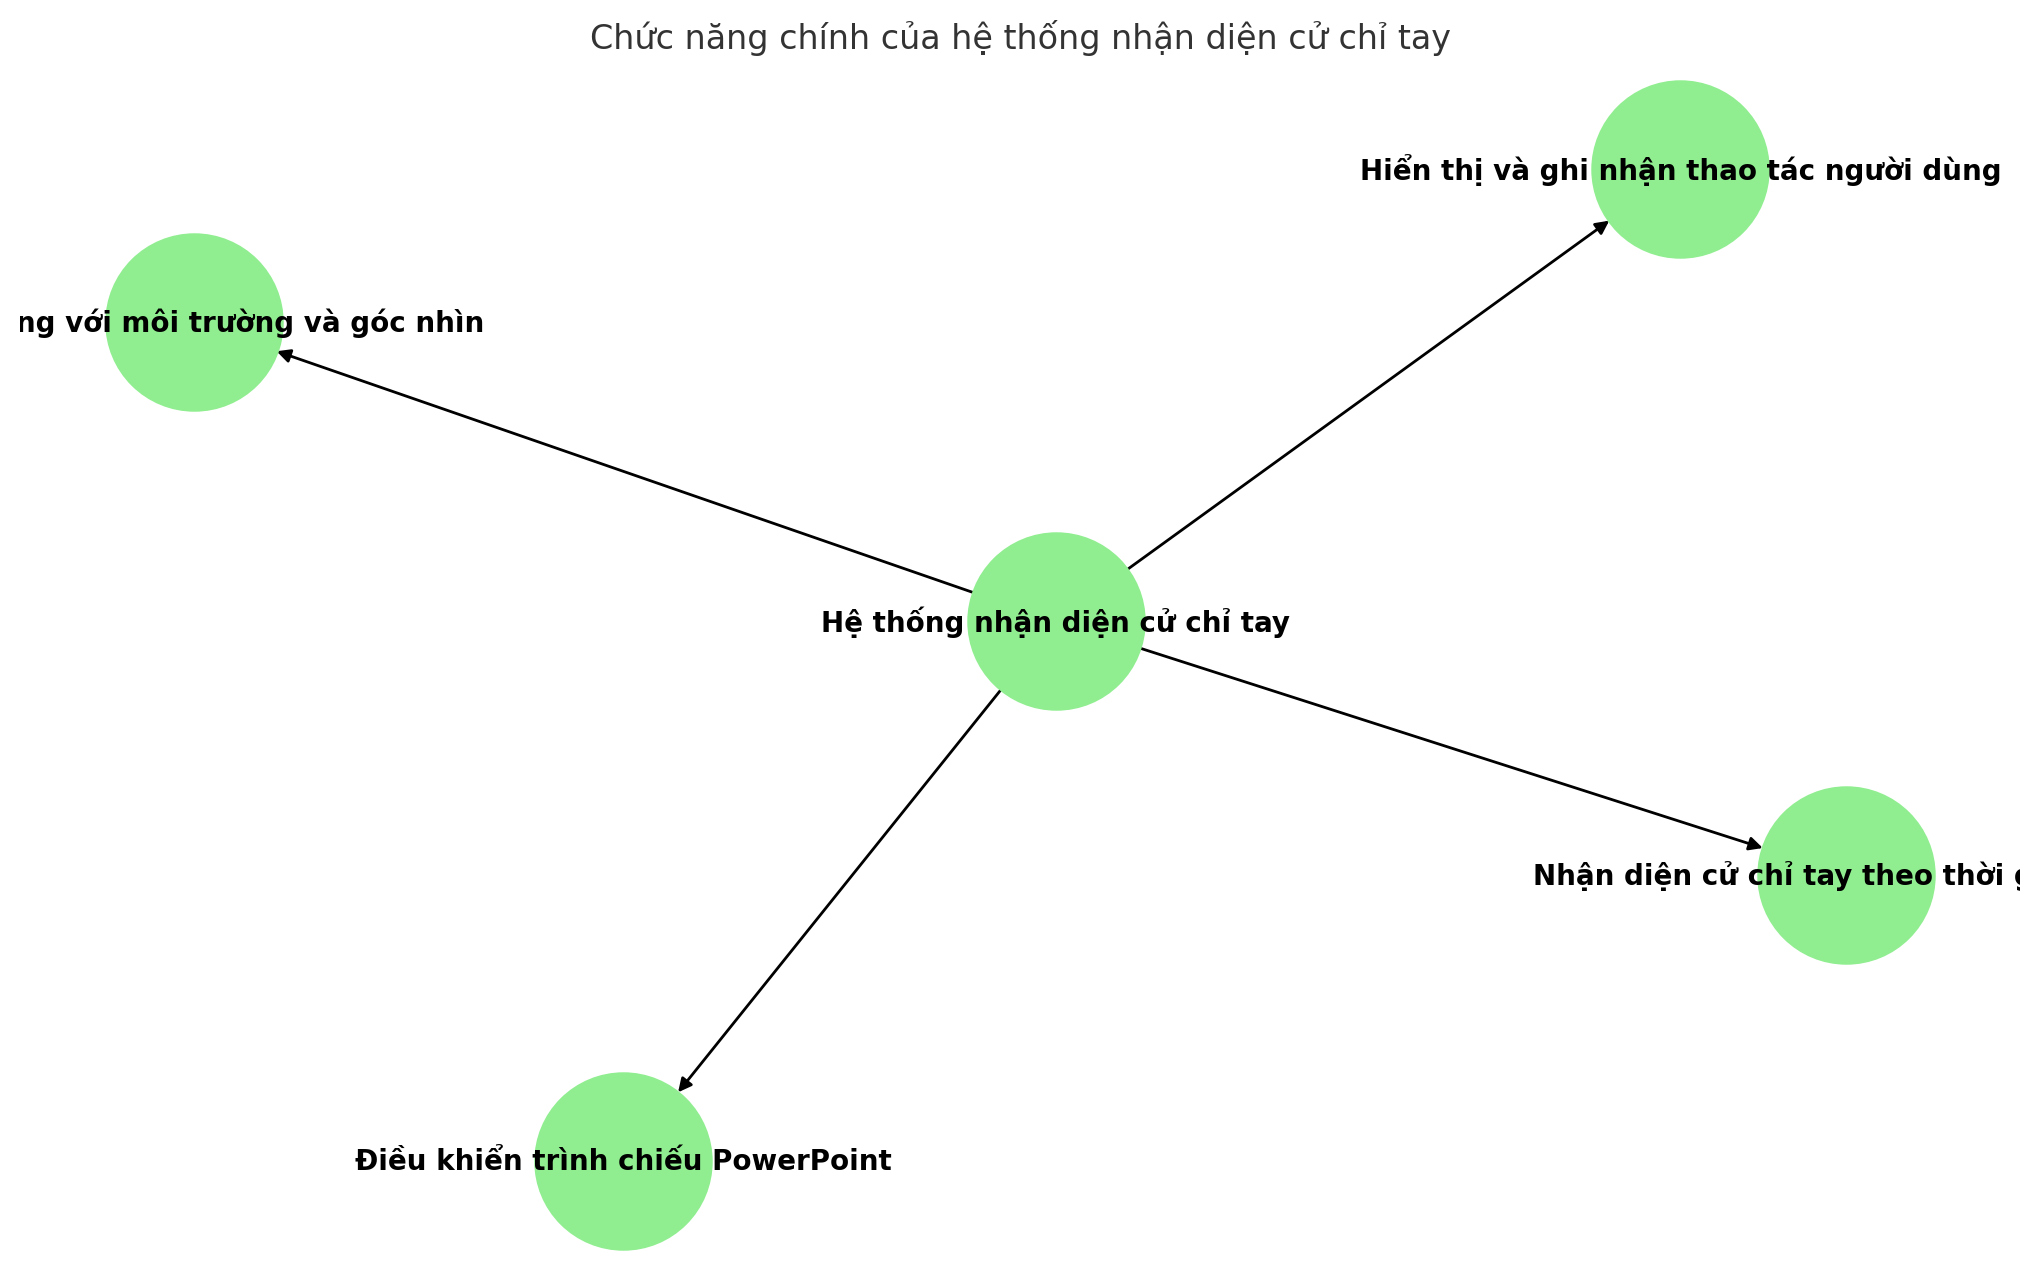 Chức năng chính của hệ thống nhận diện cử chỉ tay
Hiển thị và ghi nhận thao tác người dùng
ng với môi trường và góc nhìn
Hệ thống nhận diện cử chỉ tay
Nhận diện cử chỉ tay theo thời g
Điều khiển trình chiếu PowerPoint